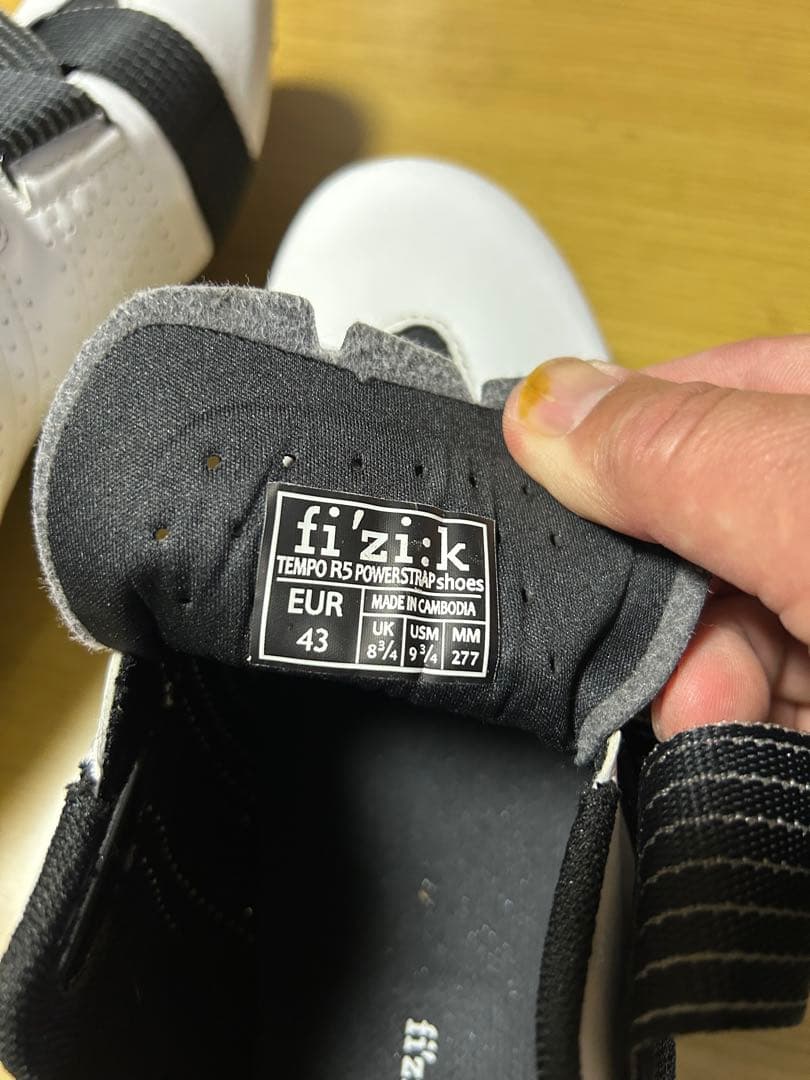 fi'zi:k
TEMPO R5 POWERSTRAP shoes
EUR
43
MADE IN CAMBODIA
UK USM MM
8¾ 9¾ 277
fi'z